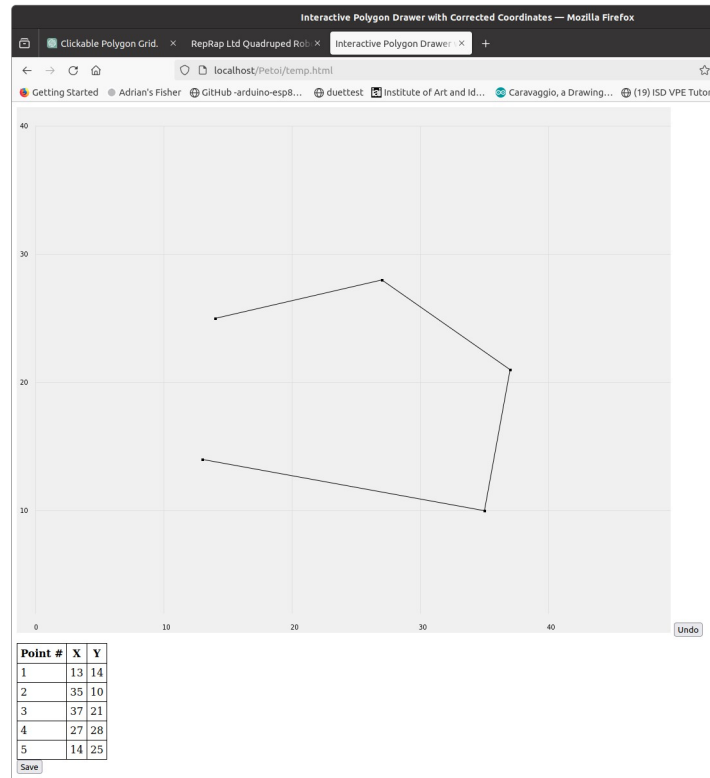 Interactive Polygon Drawer with Corrected Coordinates — Mozilla Firefox
Clickable Polygon Grid. × RepRap Ltd Quadruped Rob × Interactive Polygon Drawer × +
localhost/Petoi/temp.html
Getting Started Adrian's Fisher GitHub -arduino-esp8... duettest Institute of Art and Id... Caravaggio, a Drawing... (19) ISD VPE Tutor
40
30
20
10
0 10 20 30 40
Undo
Point # X Y
1 13 14
2 35 10
3 37 21
4 27 28
5 14 25
Save